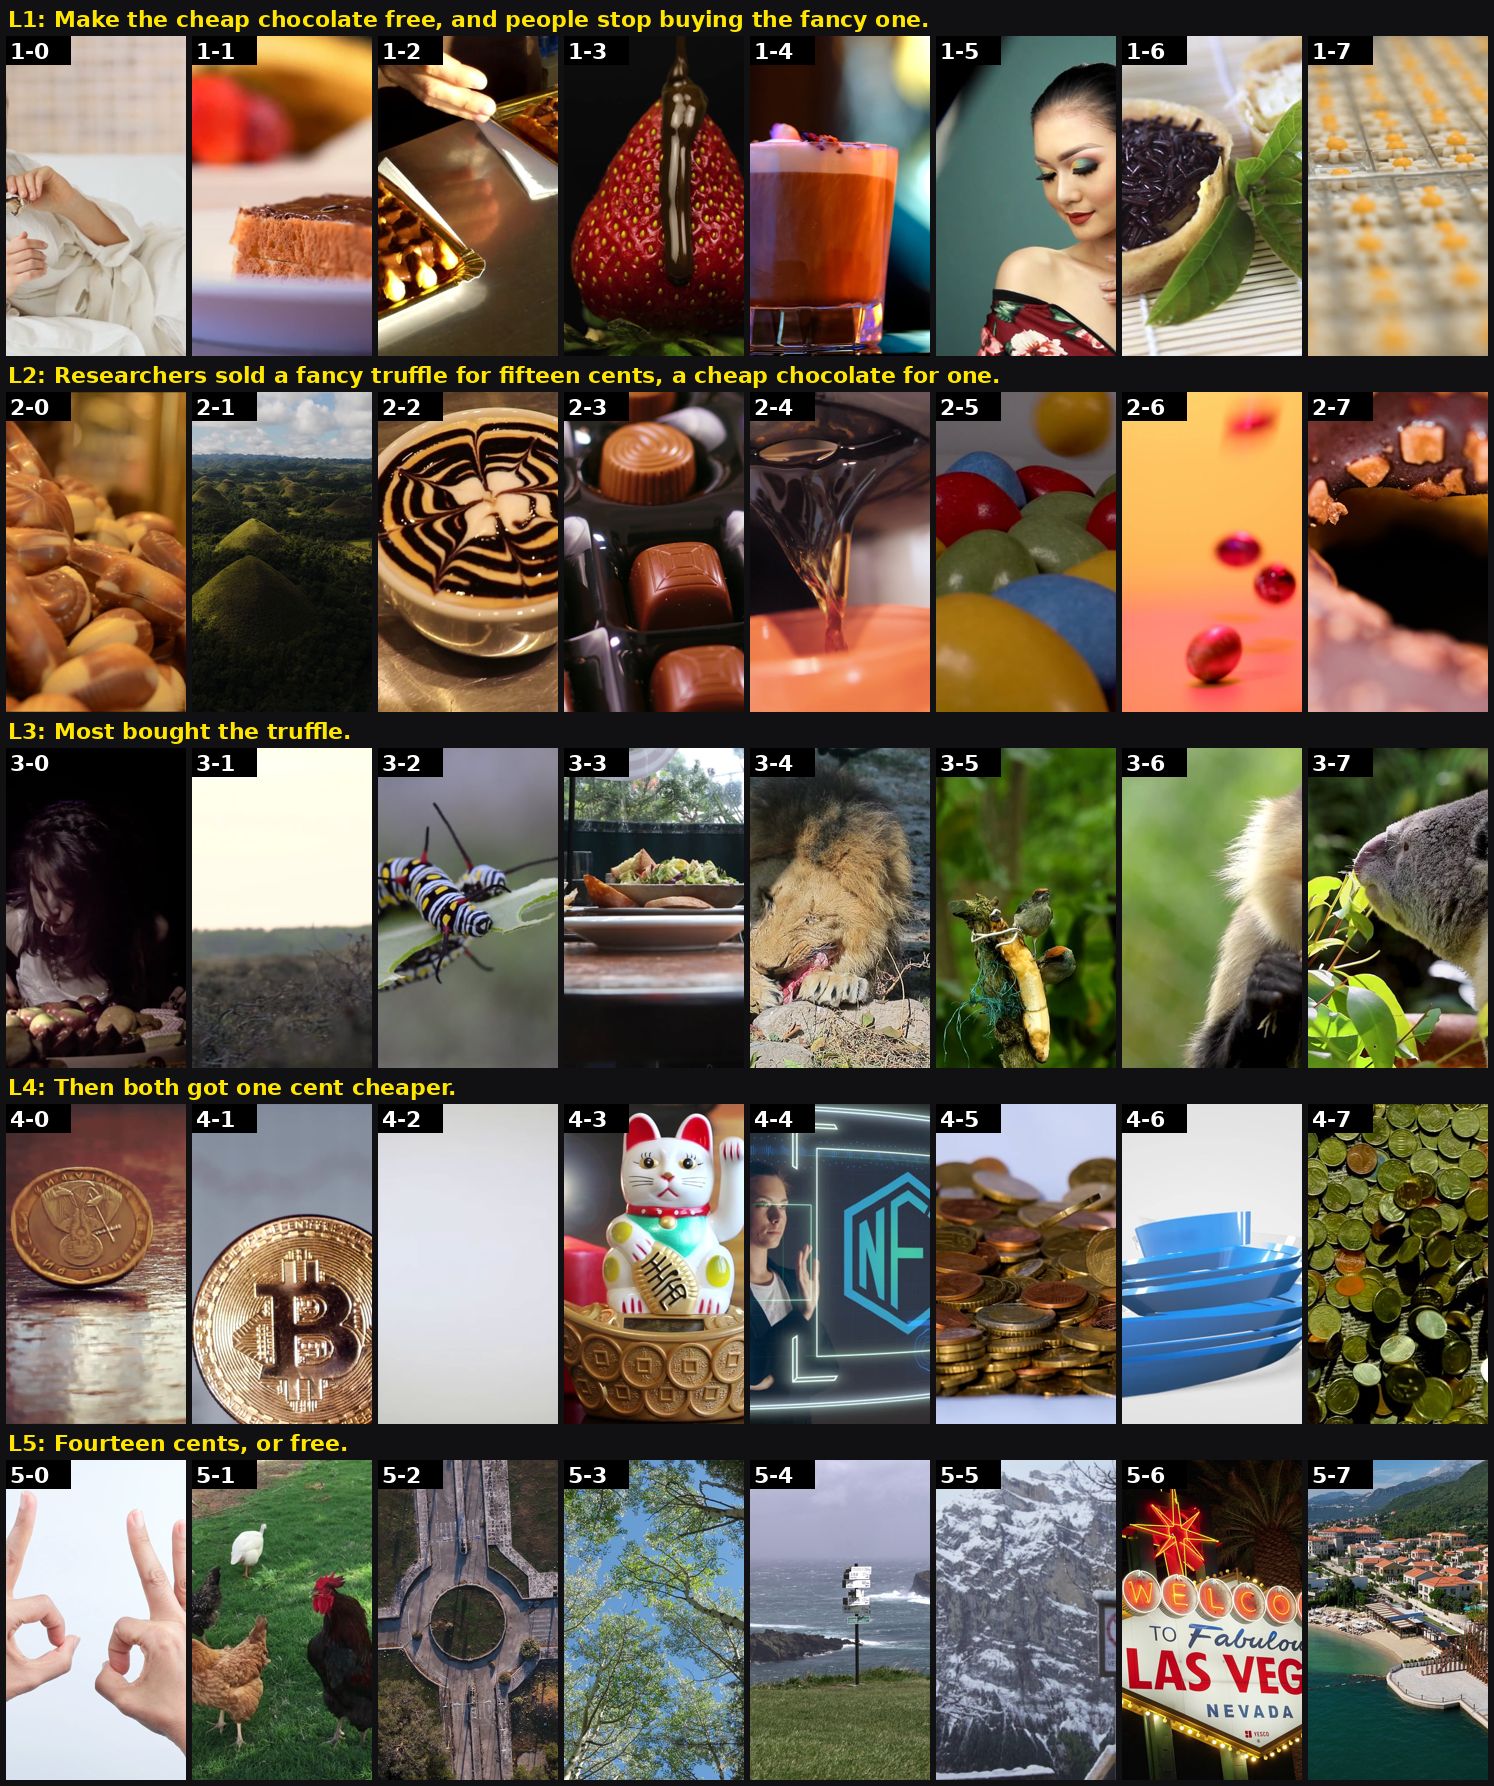 L1: Make the cheap chocolate free, and people stop buying the fancy one.
1-0 1-1 1-2 1-3 1-4 1-5 1-6 1-7
L2: Researchers sold a fancy truffle for fifteen cents, a cheap chocolate for one.
2-0 2-1 2-2 2-3 2-4 2-5 2-6 2-7
L3: Most bought the truffle.
3-0 3-1 3-2 3-3 3-4 3-5 3-6 3-7
L4: Then both got one cent cheaper.
4-0 4-1 4-2 4-3 4-4 4-5 4-6 4-7
B
NF
L5: Fourteen cents, or free.
5-0 5-1 5-2 5-3 5-4 5-5 5-6 5-7
WELCO
TO Fabulou
LAS VEG
NEVADA
YESCO